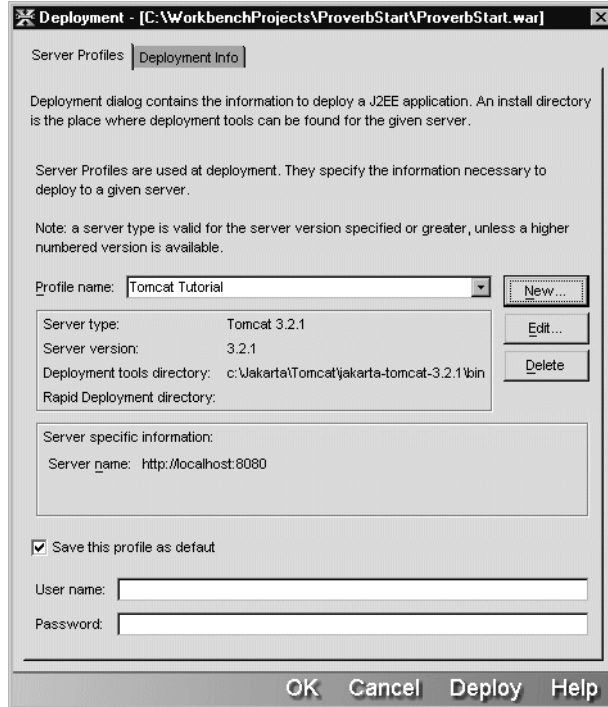 Deployment - [C:\WorkbenchProjects\ProverbStart\ProverbStart.war]
Server Profiles Deployment Info
Deployment dialog contains the information to deploy a J2EE application. An install directory
is the place where deployment tools can be found for the given server.
Server Profiles are used at deployment. They specify the information necessary to
deploy to a given server.
Note: a server type is valid for the server version specified or greater, unless a higher
numbered version is available.
Profile name: Tomcat Tutorial New...
Server type: Tomcat 3.2.1
Edit...
Server version: 3.2.1
Deployment tools directory: c:\Jakarta\Tomcat\jakarta-tomcat-3.2.1\bin
Delete
Rapid Deployment directory:
Server specific information:
Server name: http://localhost:8080
Save this profile as defaut
User name:
Password:
OK Cancel Deploy Help